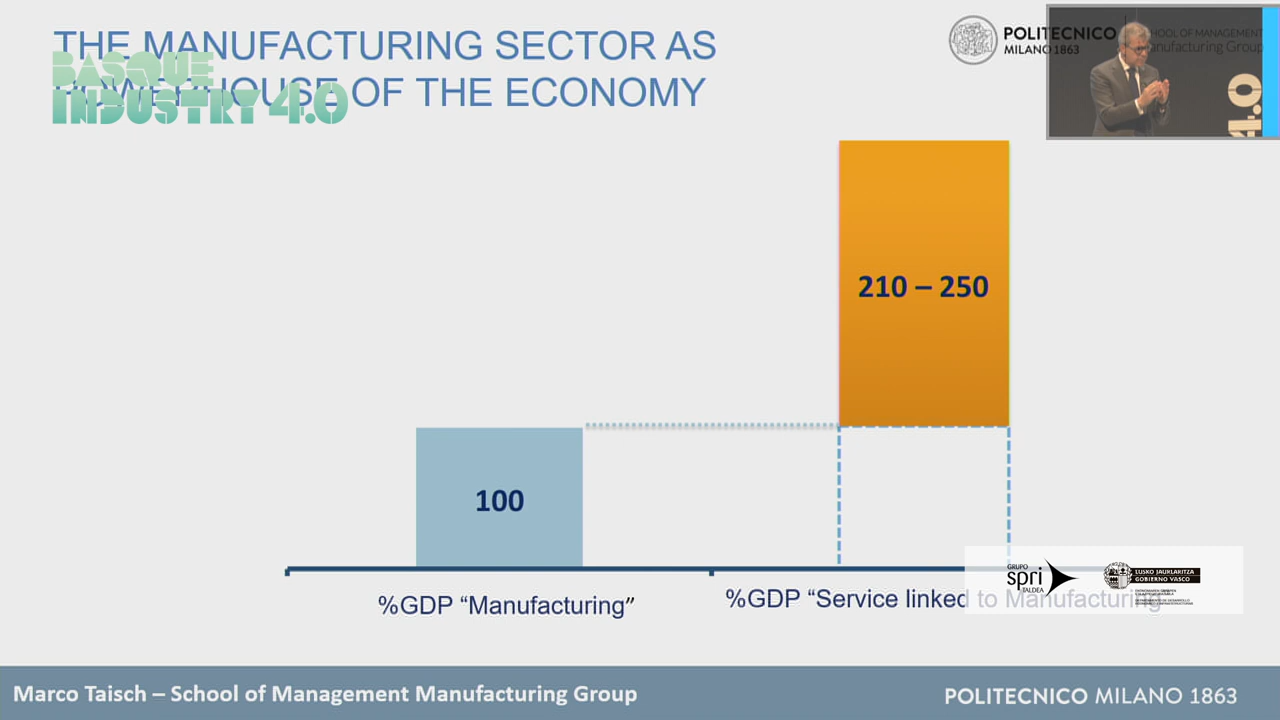 THE MANUFACTURING SECTOR AS
POWERHOUSE OF THE ECONOMY
BASQUE
INDUSTRY 4.0
POLITECNICO
MILANO 1863
SCHOOL OF MANAGEMENT
Manufacturing Group
4.0
210 – 250
100
%GDP “Manufacturing”
%GDP “Service linked to Manufacturing
GRUPO
spri
TALDEA
EUSKO JAURLARITZA
GOBIERNO VASCO
Marco Taisch – School of Management Manufacturing Group
POLITECNICO MILANO 1863